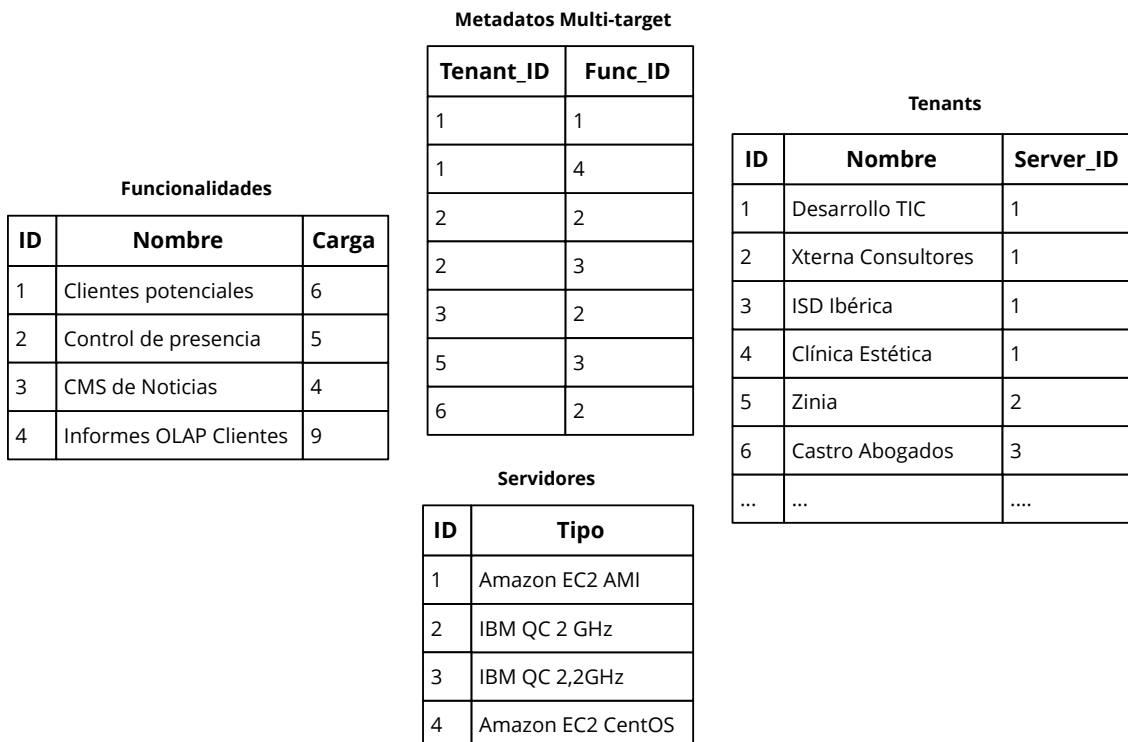 Metadatos Multi-target
Tenant_ID Func_ID
1 1
1 4
2 2
2 3
3 2
5 3
6 2
Tenants
ID Nombre Server_ID
1 Desarrollo TIC 1
2 Xterna Consultores 1
3 ISD Ibérica 1
4 Clínica Estética 1
5 Zinia 2
6 Castro Abogados 3
... ... ....
Funcionalidades
ID Nombre Carga
1 Clientes potenciales 6
2 Control de presencia 5
3 CMS de Noticias 4
4 Informes OLAP Clientes 9
Servidores
ID Tipo
1 Amazon EC2 AMI
2 IBM QC 2 GHz
3 IBM QC 2,2GHz
4 Amazon EC2 CentOS